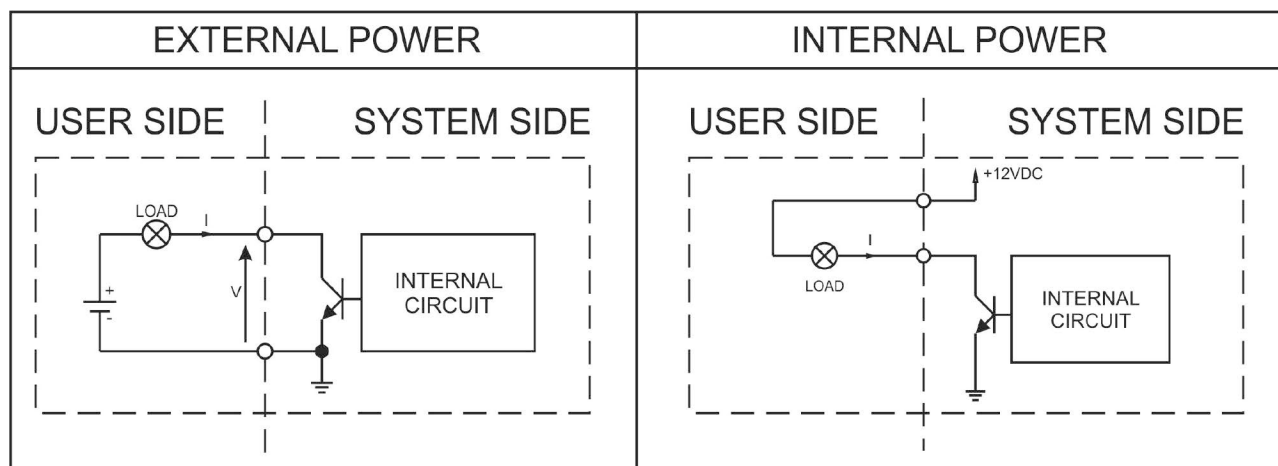 EXTERNAL POWER
USER SIDE
SYSTEM SIDE
LOAD
I
+
-
V
INTERNAL
CIRCUIT
INTERNAL POWER
USER SIDE
SYSTEM SIDE
+12VDC
I
LOAD
INTERNAL
CIRCUIT